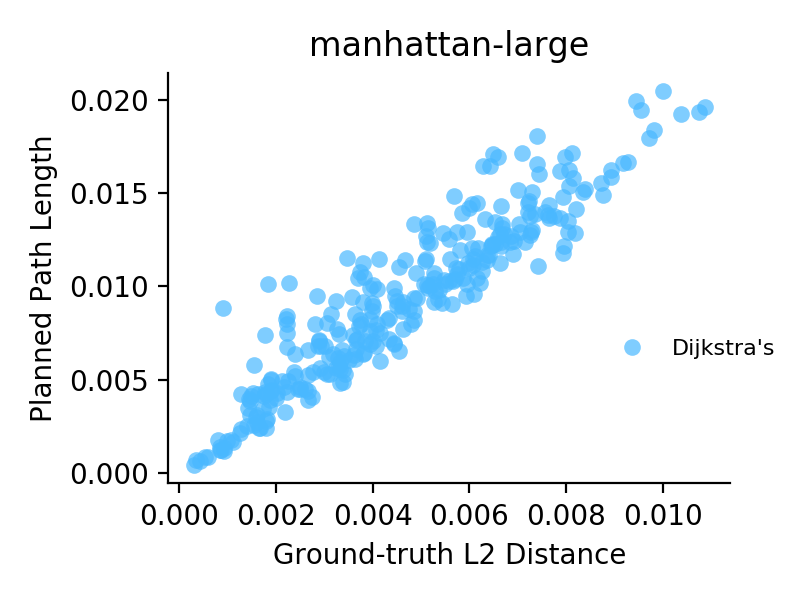 manhattan-large
0.020
0.015
0.010
0.005
0.000
Planned Path Length
Dijkstra's
0.000 0.002 0.004 0.006 0.008 0.010
Ground-truth L2 Distance